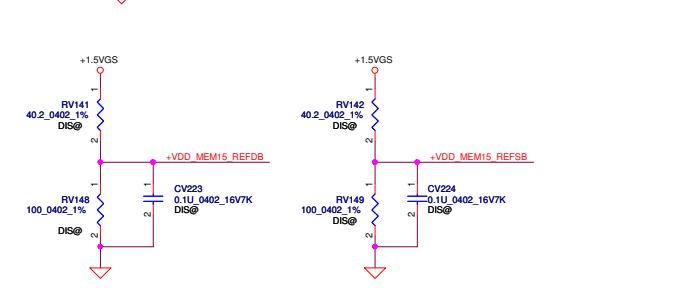 +1.5VGS
1
RV141
40.2_0402_1%
DIS@
2
+VDD_MEM15_REFDB
1
RV148
100_0402_1%
DIS@
2
1
CV223
0.1U_0402_16V7K
DIS@
2
+1.5VGS
1
RV142
40.2_0402_1%
DIS@
2
+VDD_MEM15_REFSB
1
RV149
100_0402_1%
DIS@
2
1
CV224
0.1U_0402_16V7K
DIS@
2